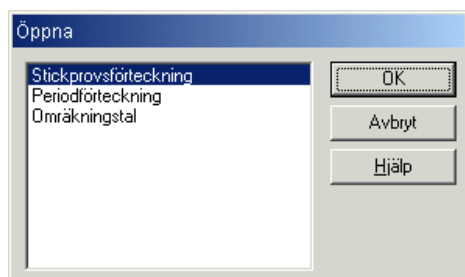 Öppna
Stickprovsförteckning
Periodförteckning
Omräkningstal
OK
Avbryt
Hjälp